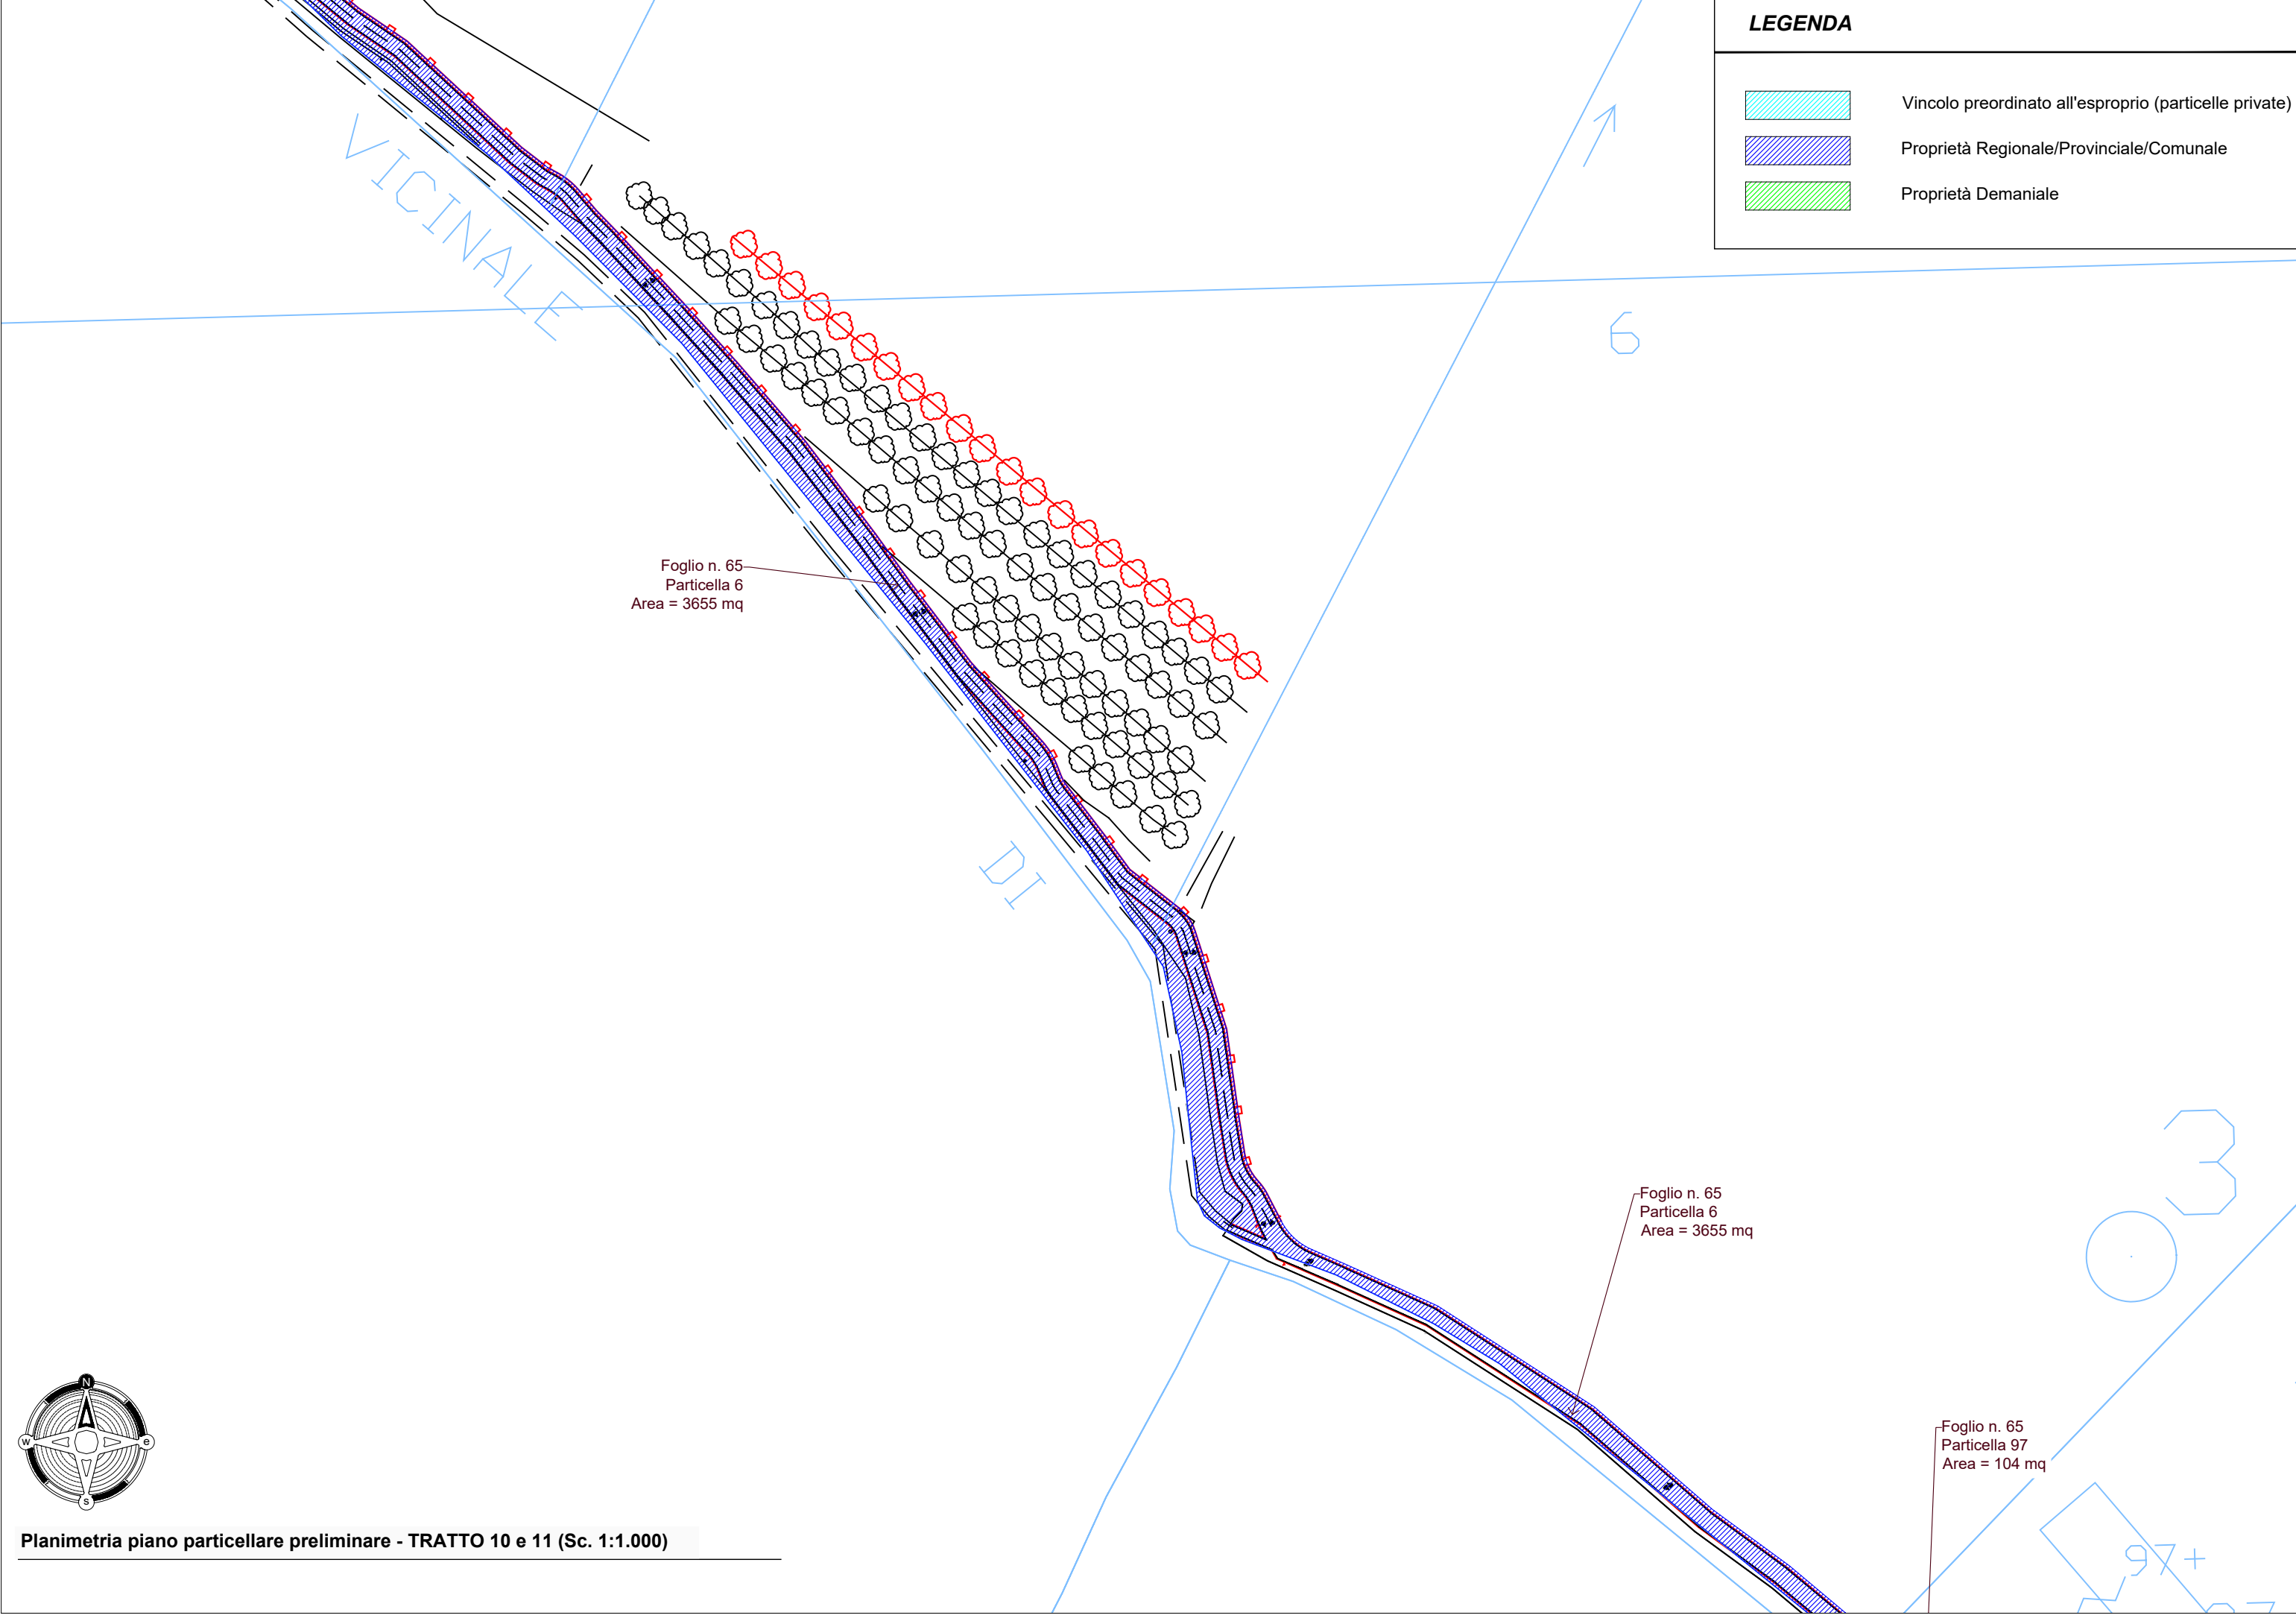 LEGENDA
Vincolo preordinato all'esproprio (particelle private)
Proprietà Regionale/Provinciale/Comunale
Proprietà Demaniale
VICINALE
6
Foglio n. 65
Particella 6
Area = 3655 mq
DI
3
Foglio n. 65
Particella 6
Area = 3655 mq
Foglio n. 65
Particella 97
Area = 104 mq
97+
N
w
e
s
Planimetria piano particellare preliminare - TRATTO 10 e 11 (Sc. 1:1.000)